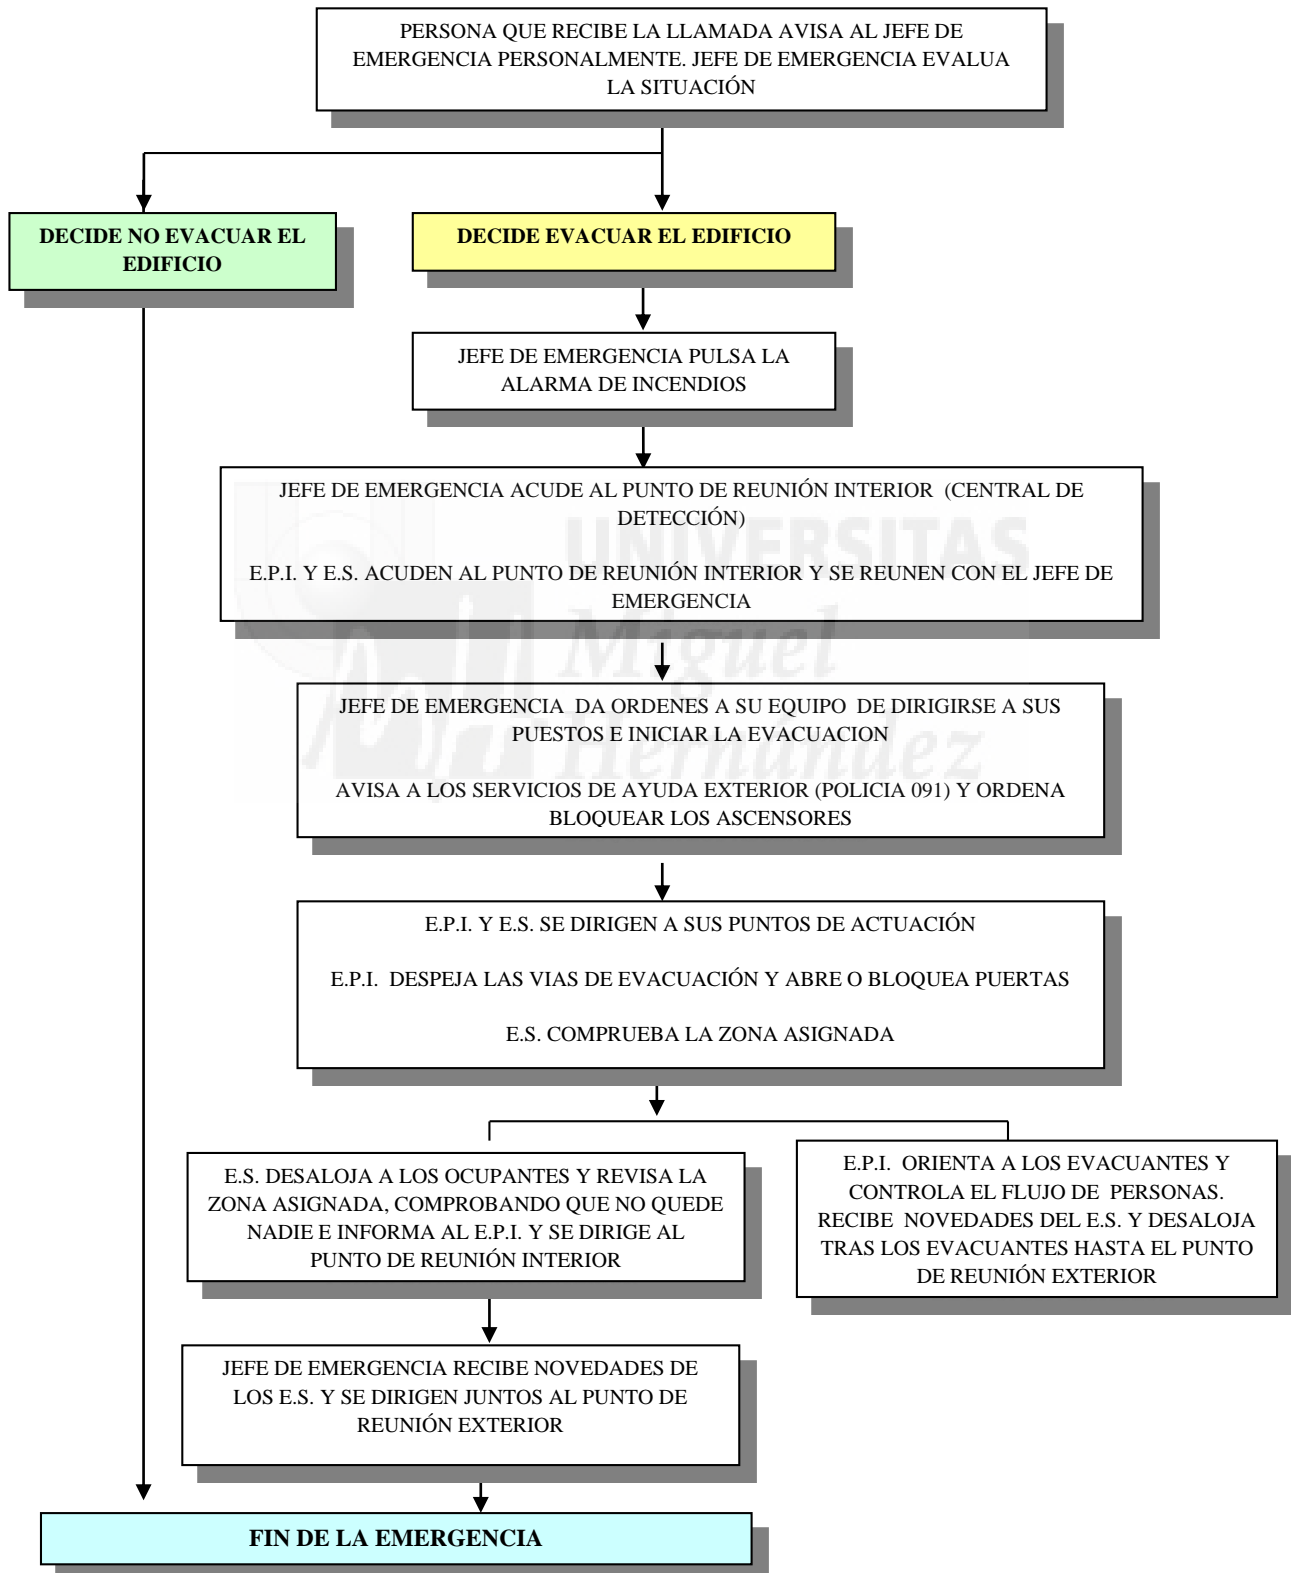 PERSONA QUE RECIBE LA LLAMADA AVISA AL JEFE DE
EMERGENCIA PERSONALMENTE. JEFE DE EMERGENCIA EVALUA
LA SITUACIÓN
DECIDE NO EVACUAR EL
EDIFICIO
DECIDE EVACUAR EL EDIFICIO
JEFE DE EMERGENCIA PULSA LA
ALARMA DE INCENDIOS
JEFE DE EMERGENCIA ACUDE AL PUNTO DE REUNIÓN INTERIOR (CENTRAL DE
DETECCIÓN)
E.P.I. Y E.S. ACUDEN AL PUNTO DE REUNIÓN INTERIOR Y SE REUNEN CON EL JEFE DE
EMERGENCIA
UNIVERSITAS
Miguel
Hernández
JEFE DE EMERGENCIA DA ORDENES A SU EQUIPO DE DIRIGIRSE A SUS
PUESTOS E INICIAR LA EVACUACION
AVISA A LOS SERVICIOS DE AYUDA EXTERIOR (POLICIA 091) Y ORDENA
BLOQUEAR LOS ASCENSORES
E.P.I. Y E.S. SE DIRIGEN A SUS PUNTOS DE ACTUACIÓN
E.P.I. DESPEJA LAS VIAS DE EVACUACIÓN Y ABRE O BLOQUEA PUERTAS
E.S. COMPRUEBA LA ZONA ASIGNADA
E.S. DESALOJA A LOS OCUPANTES Y REVISA LA
ZONA ASIGNADA, COMPROBANDO QUE NO QUEDE
NADIE E INFORMA AL E.P.I. Y SE DIRIGE AL
PUNTO DE REUNIÓN INTERIOR
E.P.I. ORIENTA A LOS EVACUANTES Y
CONTROLA EL FLUJO DE PERSONAS.
RECIBE NOVEDADES DEL E.S. Y DESALOJA
TRAS LOS EVACUANTES HASTA EL PUNTO
DE REUNIÓN EXTERIOR
JEFE DE EMERGENCIA RECIBE NOVEDADES DE
LOS E.S. Y SE DIRIGEN JUNTOS AL PUNTO DE
REUNIÓN EXTERIOR
FIN DE LA EMERGENCIA